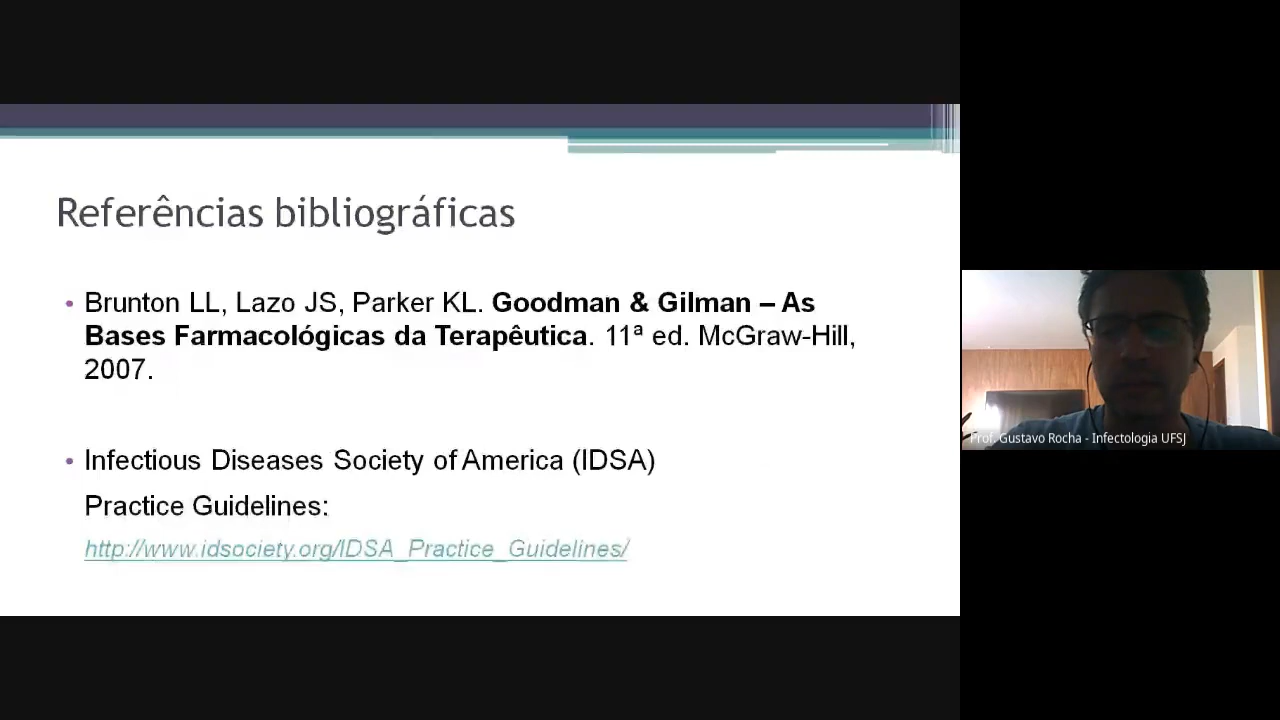 Referências bibliográficas
• Brunton LL, Lazo JS, Parker KL. Goodman & Gilman – As
Bases Farmacológicas da Terapêutica. 11ª ed. McGraw-Hill,
2007.
• Infectious Diseases Society of America (IDSA)
Practice Guidelines:
http://www.idsociety.org/IDSA_Practice_Guidelines/
Prof. Gustavo Rocha - Infectologia UFSJ